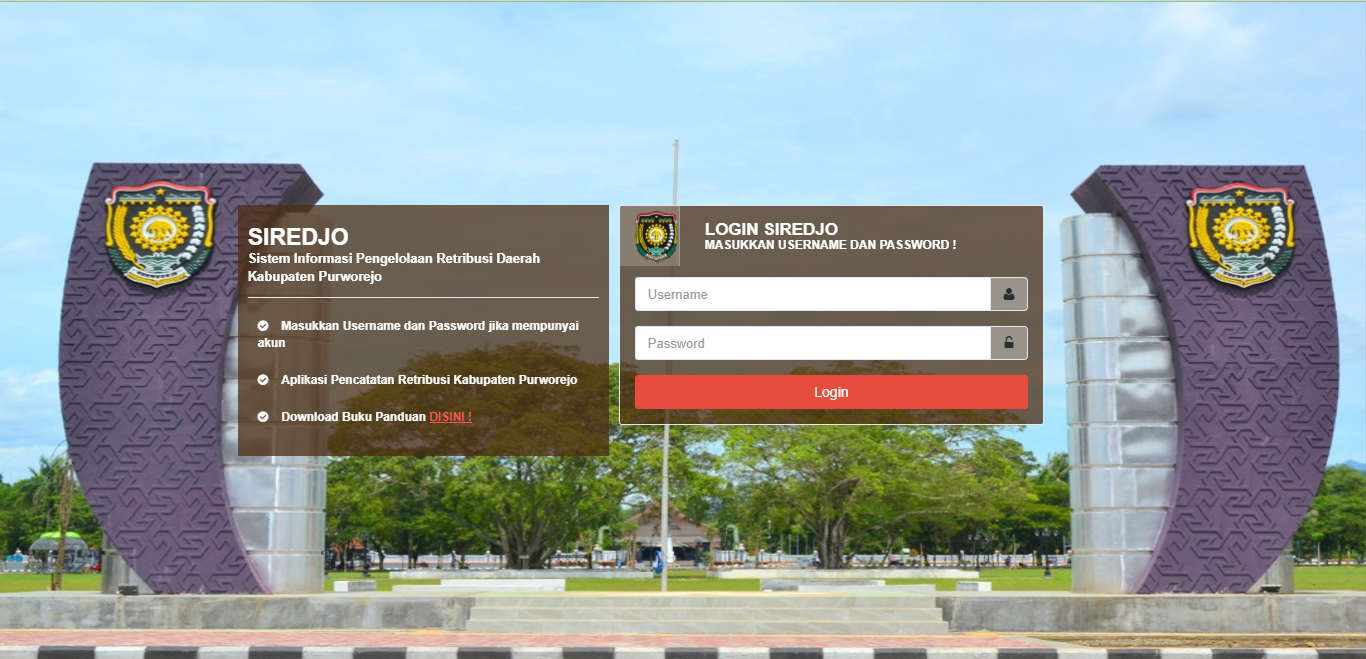 SIREDJO
Sistem Informasi Pengelolaan Retribusi Daerah
Kabupaten Purworejo
Masukkan Username dan Password jika mempunyai
akun
Aplikasi Pencatatan Retribusi Kabupaten Purworejo
Download Buku Panduan DISINI !
LOGIN SIREDJO
MASUKKAN USERNAME DAN PASSWORD !
Username
Password
Login